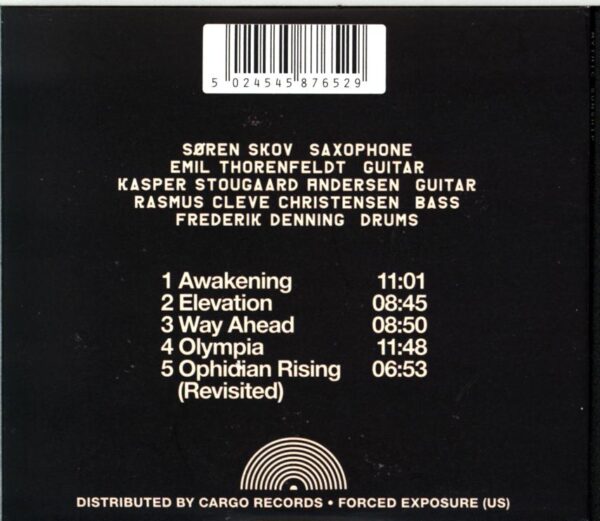 5 024545 876529
SØREN SKOV SAXOPHONE
EMIL THORENFELDT GUITAR
KASPER STOUGAARD ANDERSEN GUITAR
RASMUS CLEVE CHRISTENSEN BASS
FREDERIK DENNING DRUMS
1 Awakening 11:01
2 Elevation 08:45
3 Way Ahead 08:50
4 Olympia 11:48
5 Ophidian Rising 06:53
(Revisited)
DISTRIBUTED BY CARGO RECORDS • FORCED EXPOSURE (US)